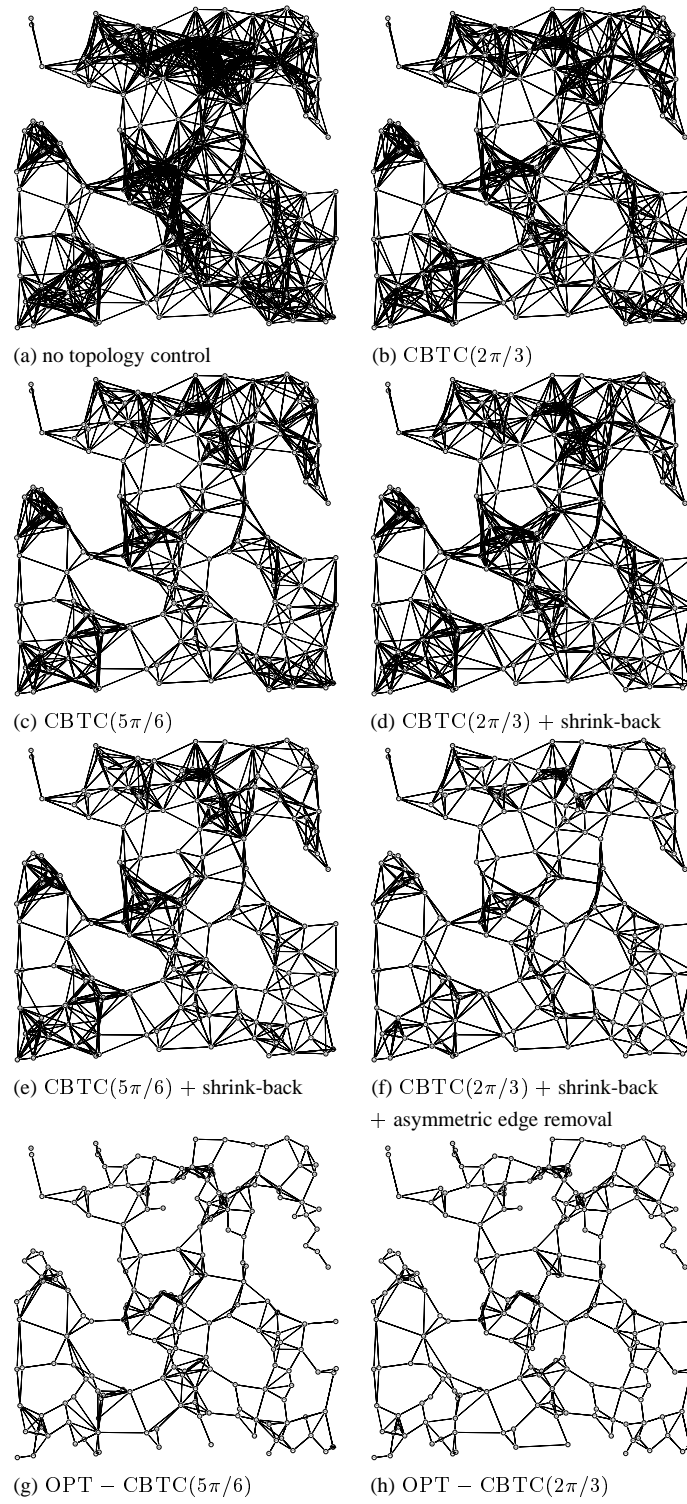 (a) no topology control
(b) CBTC(2π/3)
(c) CBTC(5π/6)
(d) CBTC(2π/3) + shrink-back
(e) CBTC(5π/6) + shrink-back
(f) CBTC(2π/3) + shrink-back
+ asymmetric edge removal
(g) OPT − CBTC(5π/6)
(h) OPT − CBTC(2π/3)